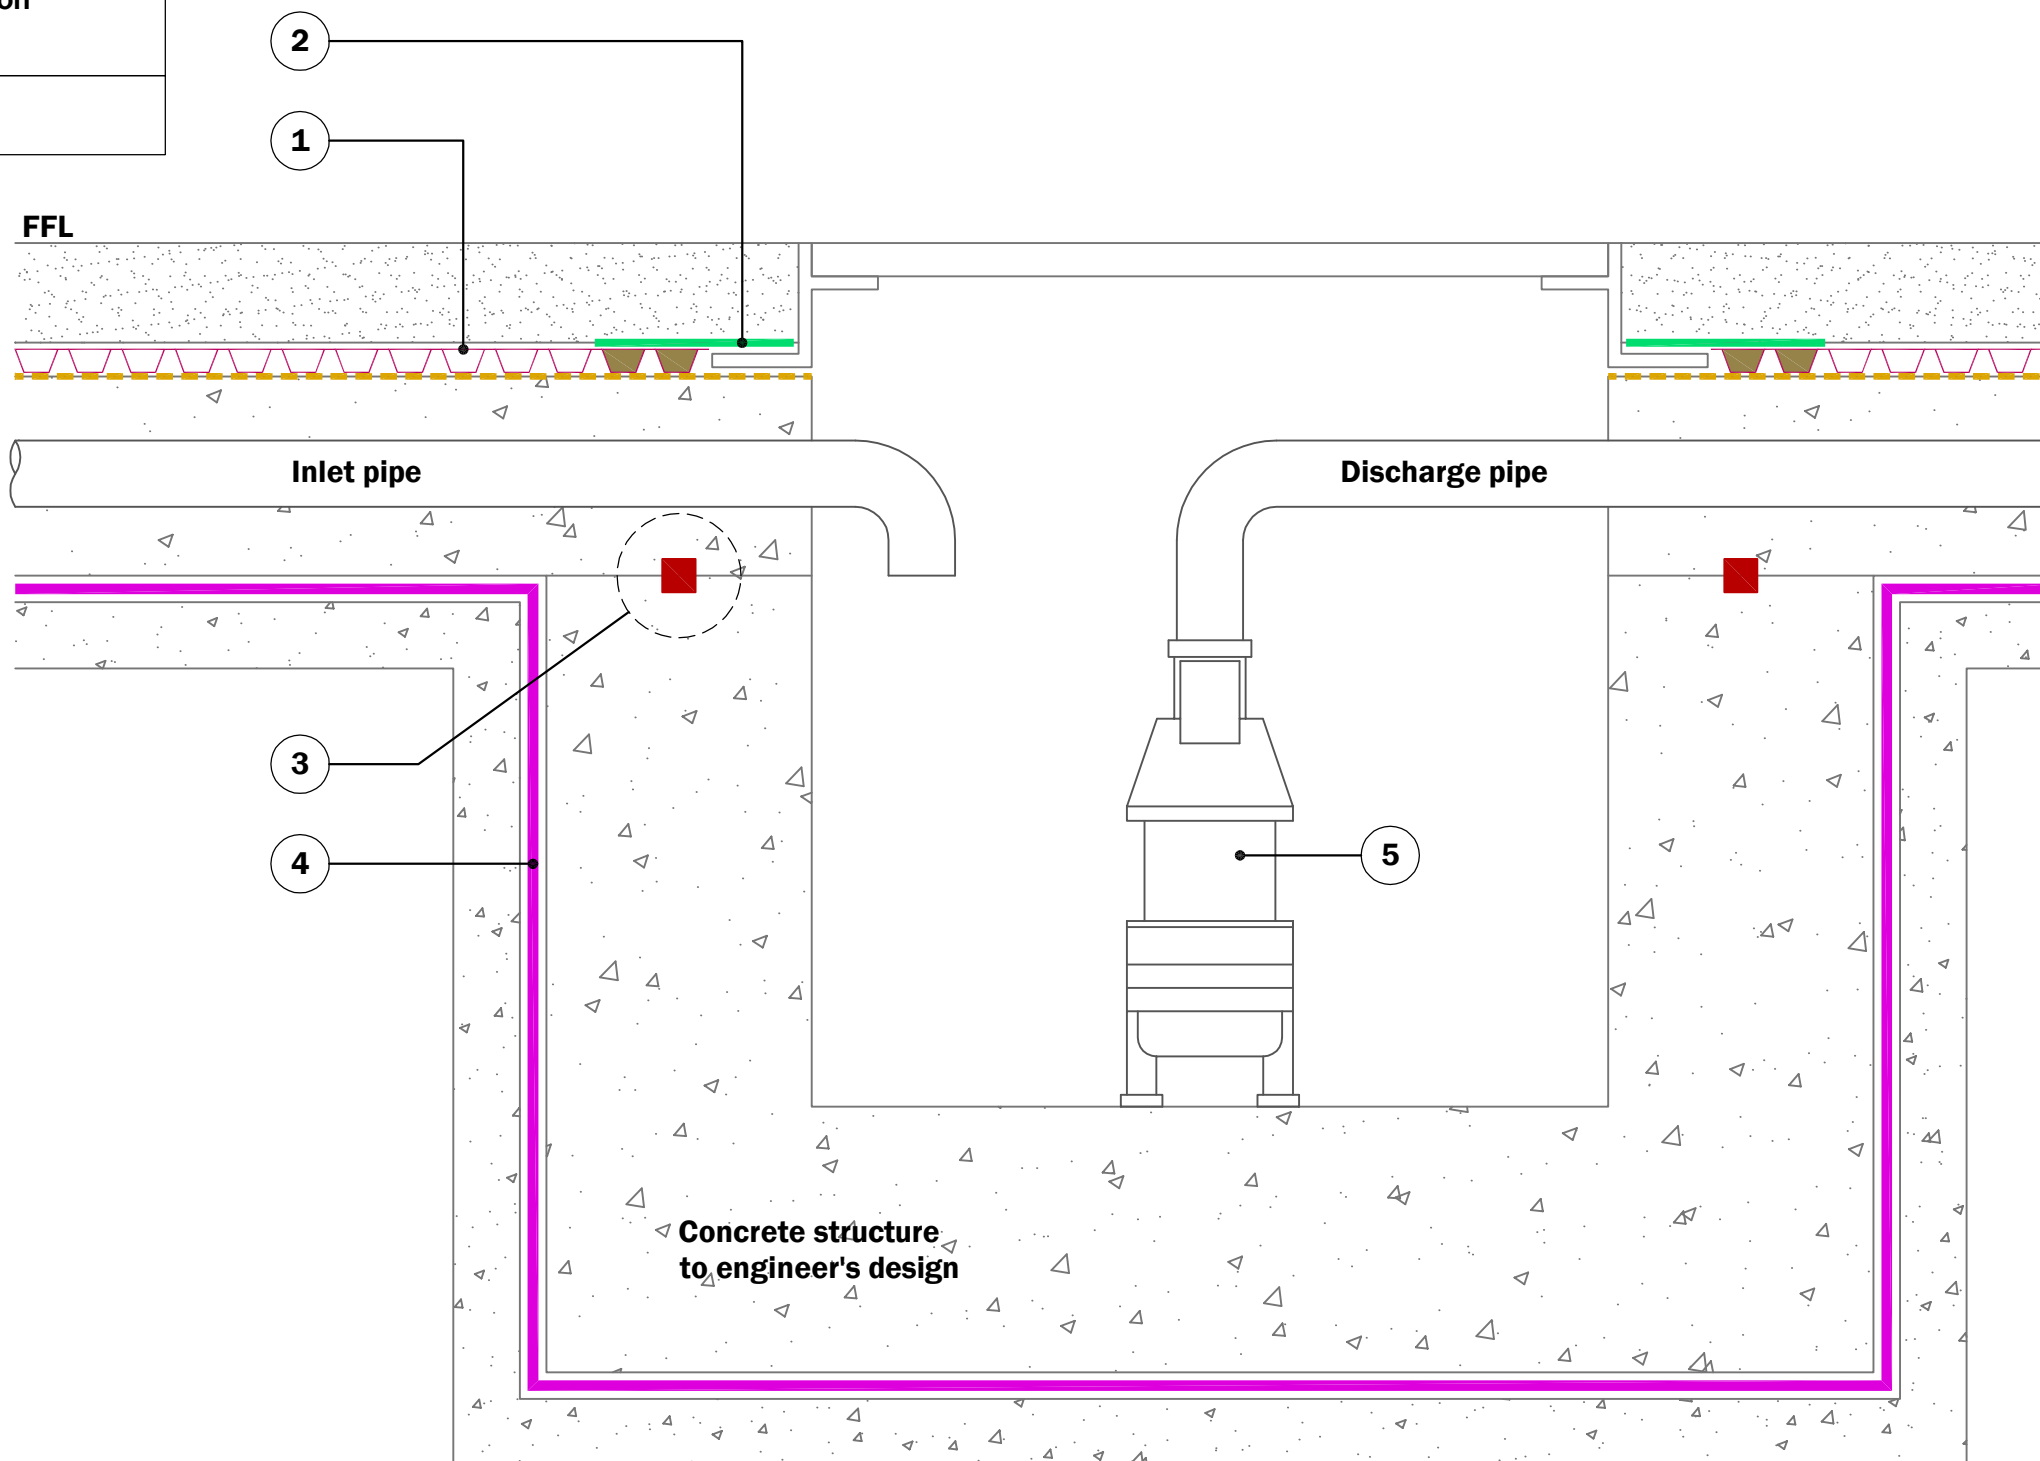 2
1
FFL
Inlet pipe
Discharge pipe
3
4
5
Concrete structure
to engineer's design